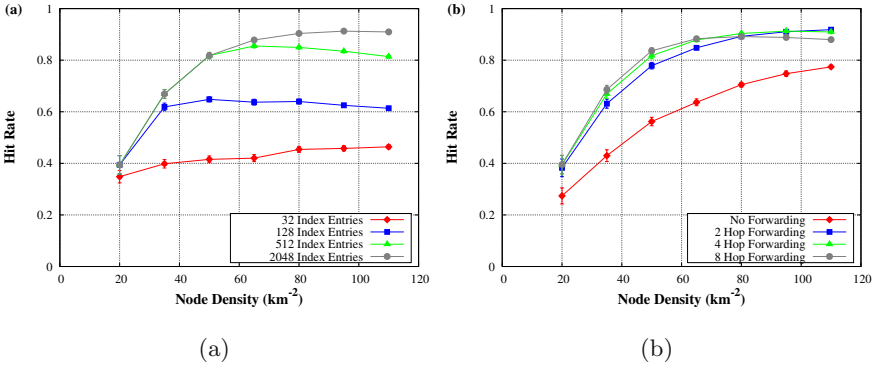 (a)
Hit Rate
1
0.8
0.6
0.4
0.2
0
0 20 40 60 80 100 120
Node Density (km-2)
32 Index Entries
128 Index Entries
512 Index Entries
2048 Index Entries
(a)
(b)
Hit Rate
1
0.8
0.6
0.4
0.2
0
0 20 40 60 80 100 120
Node Density (km-2)
No Forwarding
2 Hop Forwarding
4 Hop Forwarding
8 Hop Forwarding
(b)